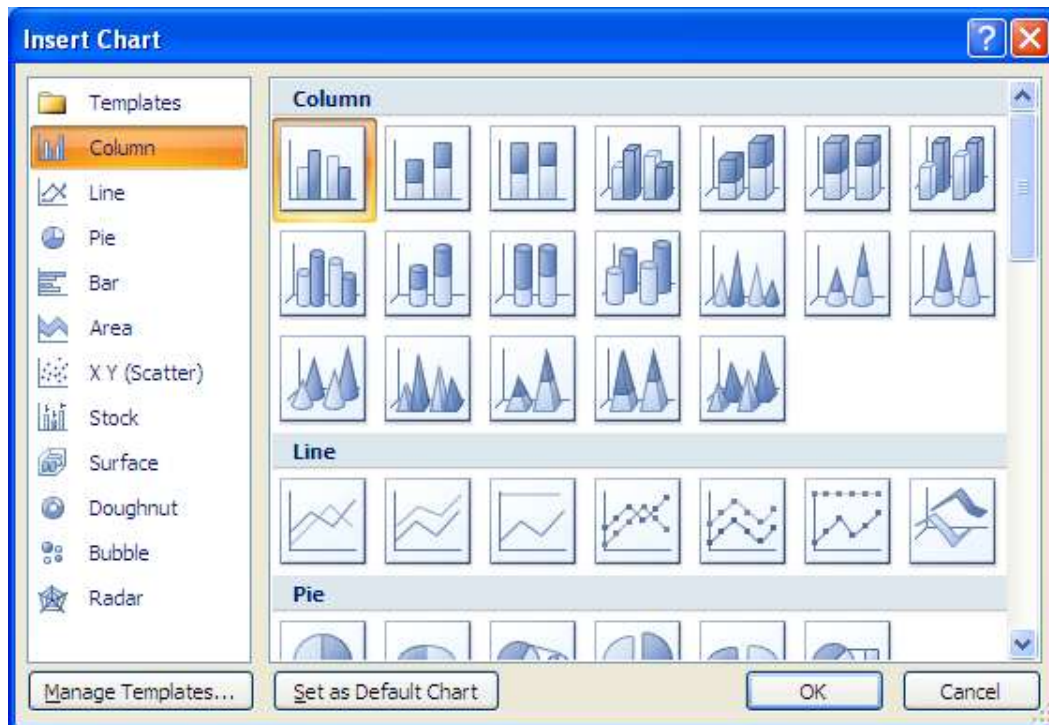 Insert Chart
Templates
Column
Line
Pie
Bar
Area
X Y (Scatter)
Stock
Surface
Doughnut
Bubble
Radar
Column
Line
Pie
Manage Templates...
Set as Default Chart
OK
Cancel